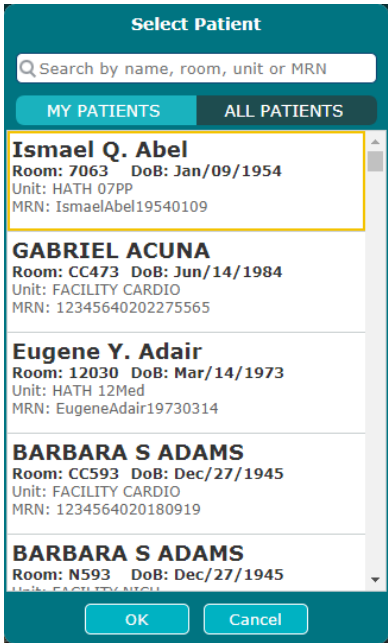 Select Patient
Search by name, room, unit or MRN
MY PATIENTS ALL PATIENTS
Ismael Q. Abel
Room: 7063 DoB: Jan/09/1954
Unit: HATH 07PP
MRN: IsmaelAbel19540109
GABRIEL ACUNA
Room: CC473 DoB: Jun/14/1984
Unit: FACILITY CARDIO
MRN: 12345640202275565
Eugene Y. Adair
Room: 12030 DoB: Mar/14/1973
Unit: HATH 12Med
MRN: EugeneAdair19730314
BARBARA S ADAMS
Room: CC593 DoB: Dec/27/1945
Unit: FACILITY CARDIO
MRN: 1234564020180919
BARBARA S ADAMS
Room: N593 DoB: Dec/27/1945
Unit: FACILITY NICU
OK Cancel